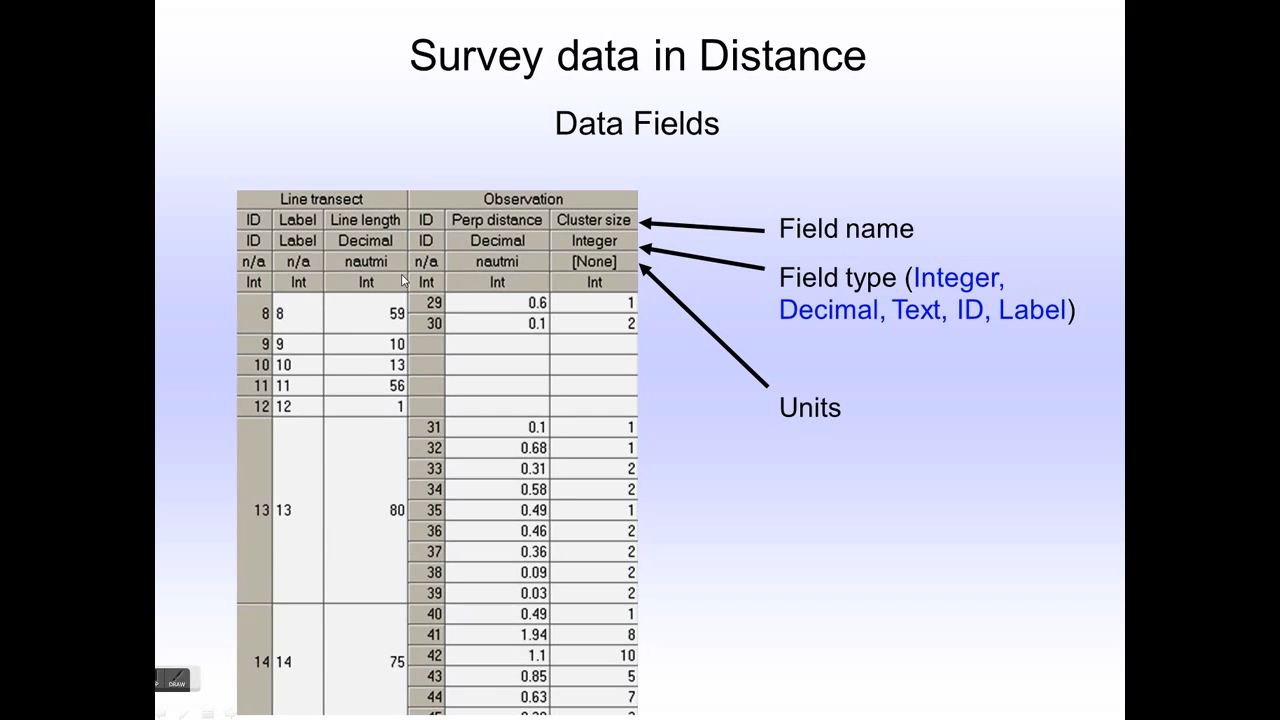 Survey data in Distance
Data Fields
Line transect Observation
ID Label Line length ID Perp distance Cluster size
ID Label Decimal ID Decimal Integer
n/a n/a nautmi n/a nautmi [None]
Int Int Int Int Int Int
8 8 59 29 0.6 1
30 0.1 2
9 9 10
10 10 13
11 11 56
12 12 1
31 0.1 1
32 0.68 1
33 0.31 2
34 0.58 2
13 13 80 35 0.49 1
36 0.46 2
37 0.36 2
38 0.09 2
39 0.03 2
40 0.49 1
41 1.94 8
14 14 75 42 1.1 10
43 0.85 5
44 0.63 7
Field name
Field type (Integer,
Decimal, Text, ID, Label)
Units
DRAW